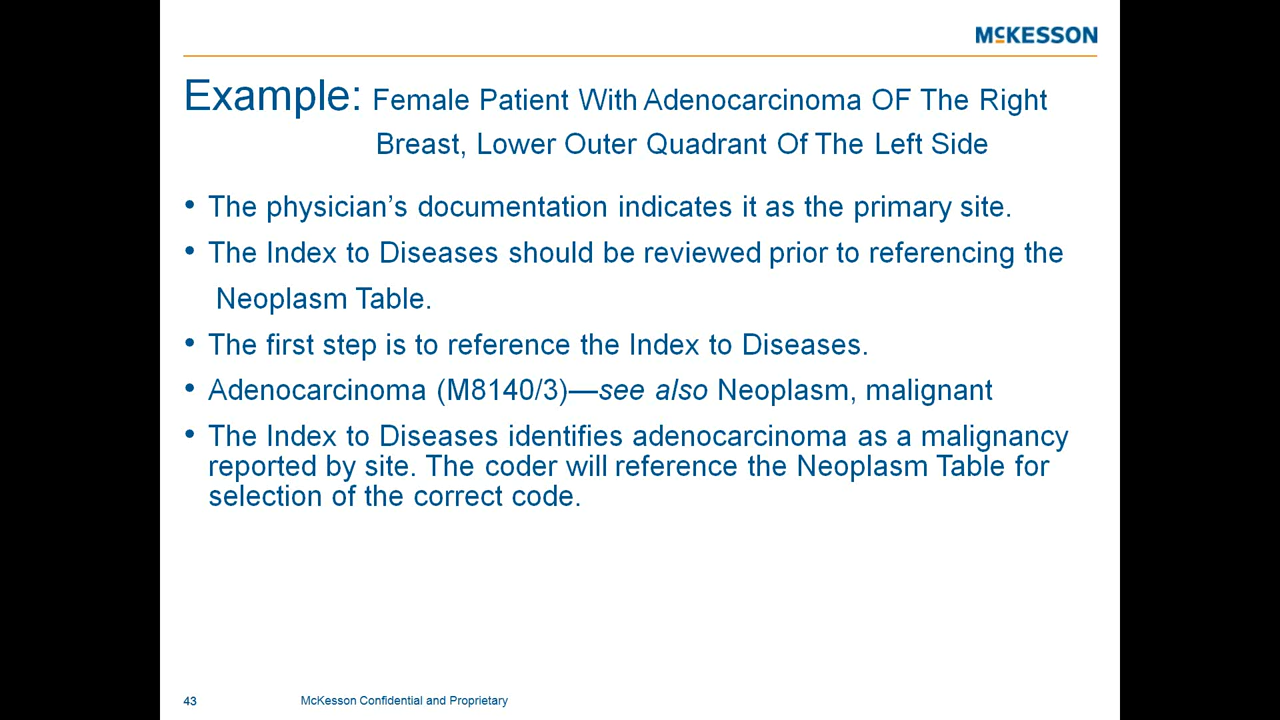 MCKESSON
Example: Female Patient With Adenocarcinoma OF The Right
Breast, Lower Outer Quadrant Of The Left Side
• The physician’s documentation indicates it as the primary site.
• The Index to Diseases should be reviewed prior to referencing the
Neoplasm Table.
• The first step is to reference the Index to Diseases.
• Adenocarcinoma (M8140/3)—see also Neoplasm, malignant
• The Index to Diseases identifies adenocarcinoma as a malignancy
reported by site. The coder will reference the Neoplasm Table for
selection of the correct code.
43 McKesson Confidential and Proprietary